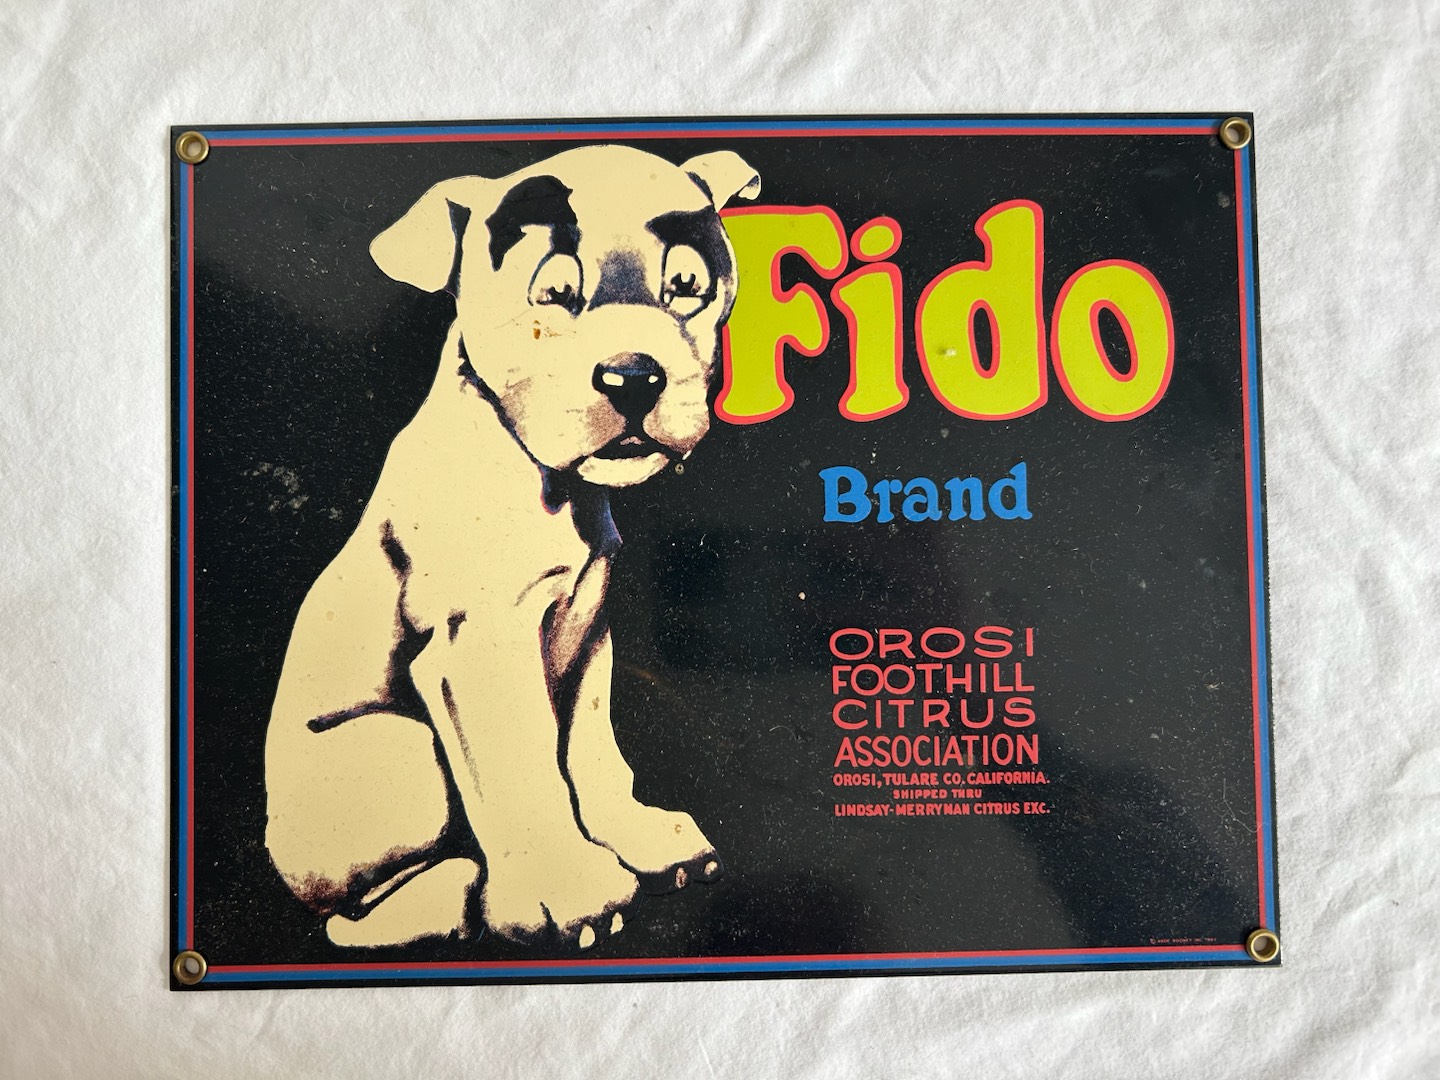 Fido
Brand
OROSI
FOOTHILL
CITRUS
ASSOCIATION
OROSI, TULARE CO. CALIFORNIA.
SHIPPED THRU
LINDSAY-MERRYMAN CITRUS EXC.